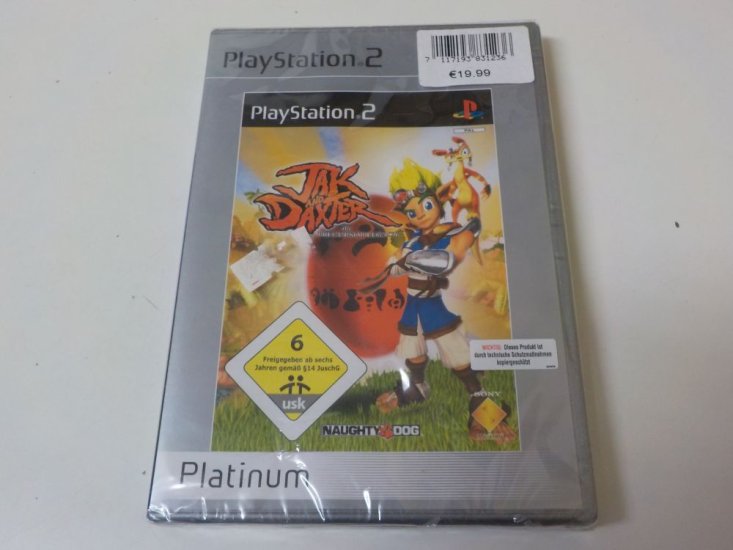 PlayStation 2
7 117193 831236
€19.99
PlayStation 2
PAL
JAK
AND
DAXTER
6
Freigegeben ab sechs
Jahren gemäß §14 JuSchG
usk
WICHTIG: Dieses Produkt ist
durch technische Schutzmaßnahmen
kopiergeschützt
SONY
NAUGHTY DOG
Platinum